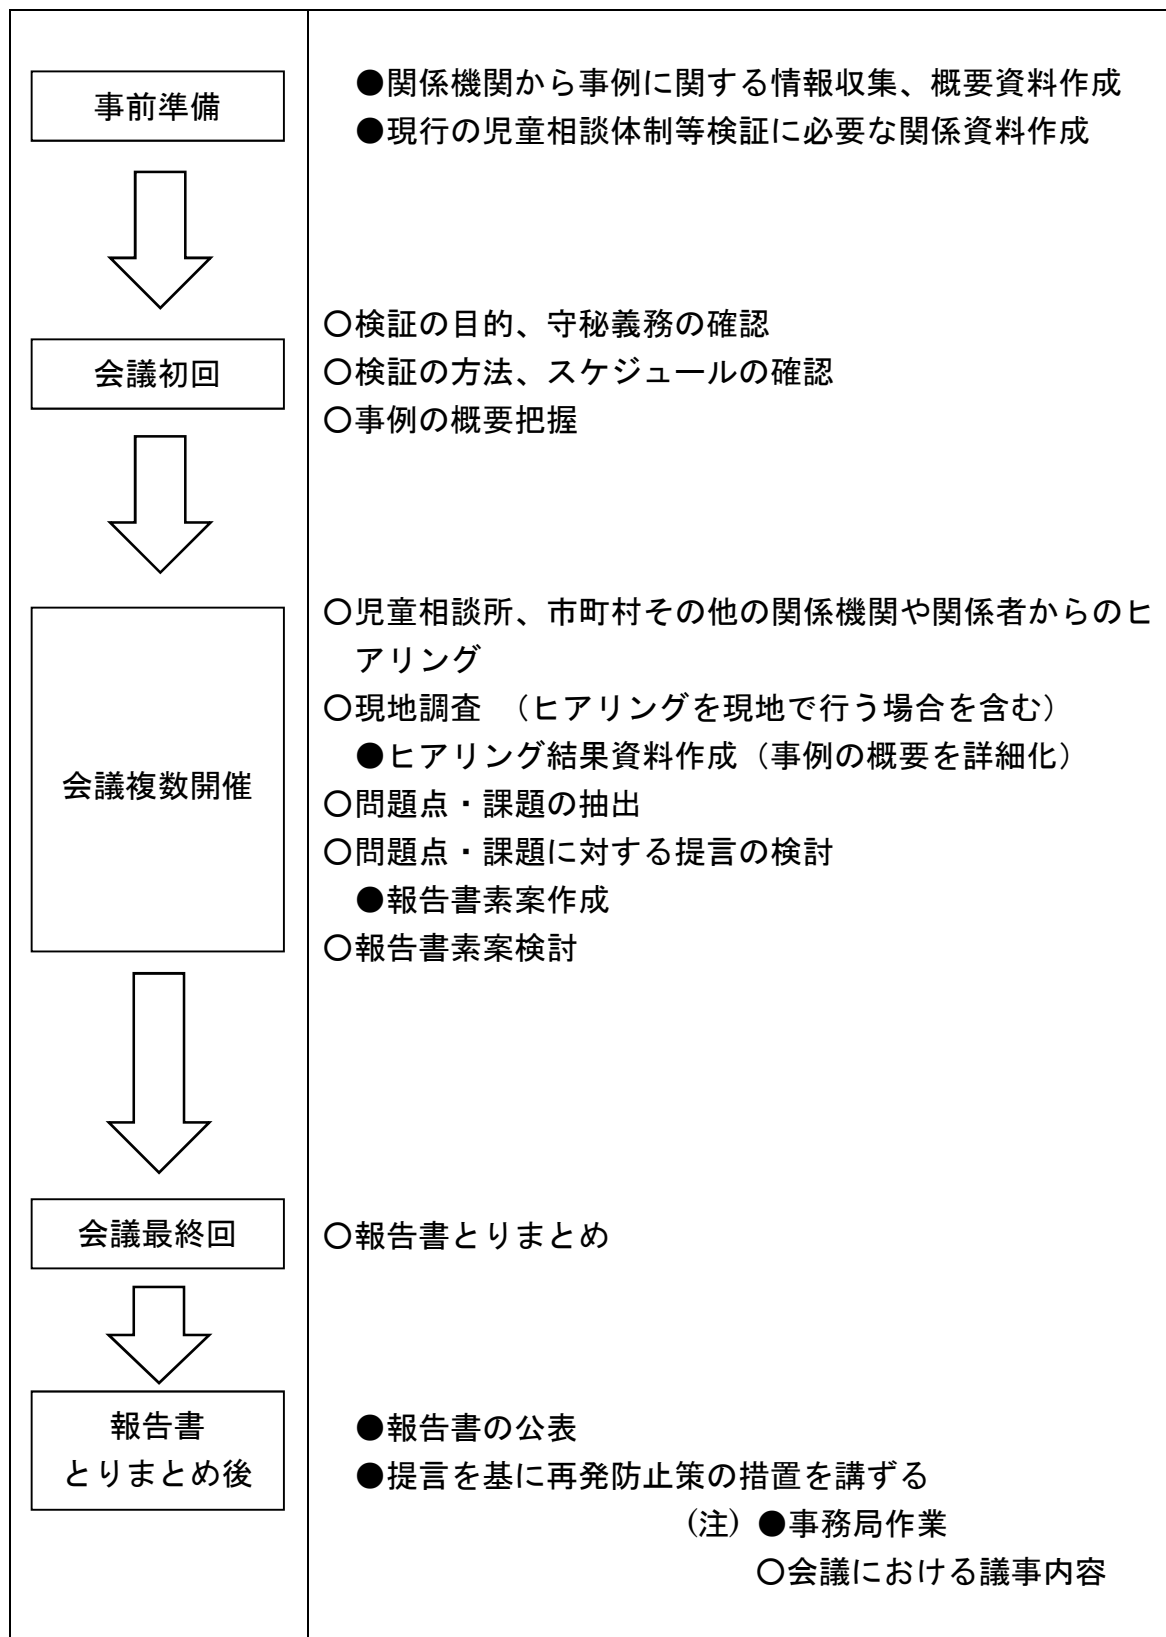 事前準備
●関係機関から事例に関する情報収集、概要資料作成
●現行の児童相談体制等検証に必要な関係資料作成
会議初回
○検証の目的、守秘義務の確認
○検証の方法、スケジュールの確認
○事例の概要把握
会議複数開催
○児童相談所、市町村その他の関係機関や関係者からのヒ
アリング
○現地調査 （ヒアリングを現地で行う場合を含む）
●ヒアリング結果資料作成（事例の概要を詳細化）
○問題点・課題の抽出
○問題点・課題に対する提言の検討
●報告書素案作成
○報告書素案検討
会議最終回
○報告書とりまとめ
報告書
とりまとめ後
●報告書の公表
●提言を基に再発防止策の措置を講ずる
(注) ●事務局作業
○会議における議事内容